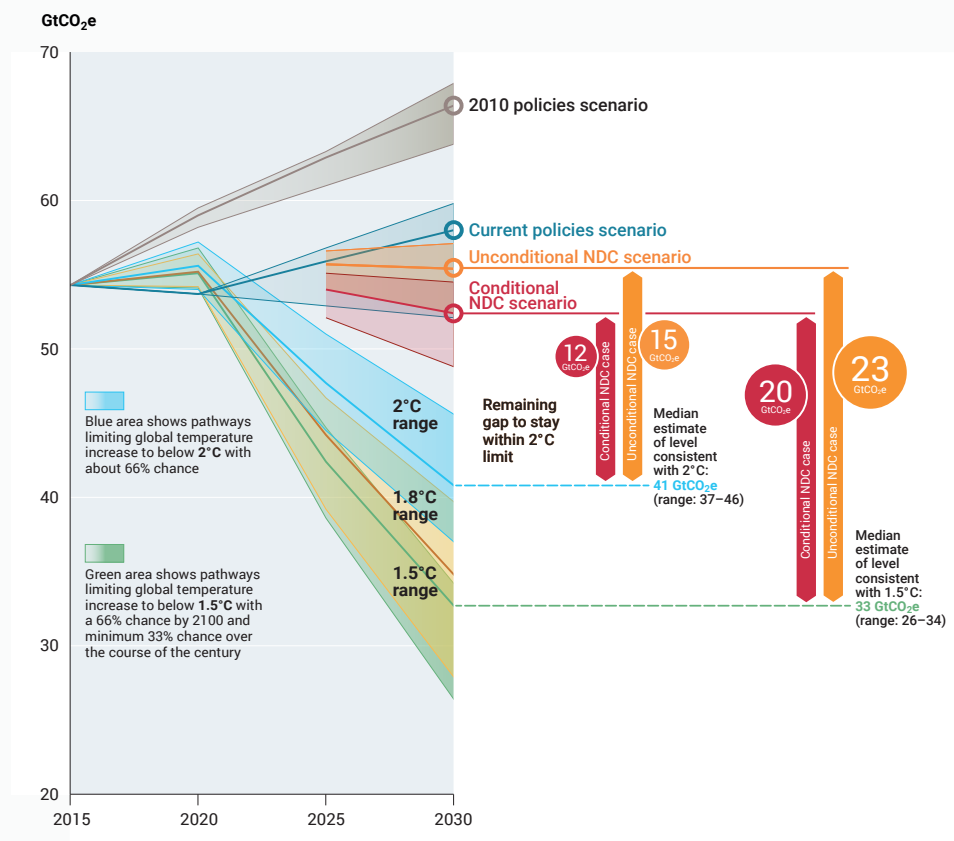 GtCO₂e
70
60
50
40
30
20
2015
2020
2025
2030
2010 policies scenario
Current policies scenario
Unconditional NDC scenario
Conditional
NDC scenario
2°C
range
1.8°C
range
1.5°C
range
Blue area shows pathways
limiting global temperature
increase to below 2°C with
about 66% chance
Green area shows pathways
limiting global temperature
increase to below 1.5°C with
a 66% chance by 2100 and
minimum 33% chance over
the course of the century
Remaining
gap to stay
within 2°C
limit
12
GtCO₂e
Conditional NDC case
Unconditional NDC case
15
GtCO₂e
Median
estimate
of level
consistent
with 2°C:
41 GtCO₂e
(range: 37–46)
20
GtCO₂e
Conditional NDC case
Unconditional NDC case
23
GtCO₂e
Median
estimate
of level
consistent
with 1.5°C:
33 GtCO₂e
(range: 26–34)